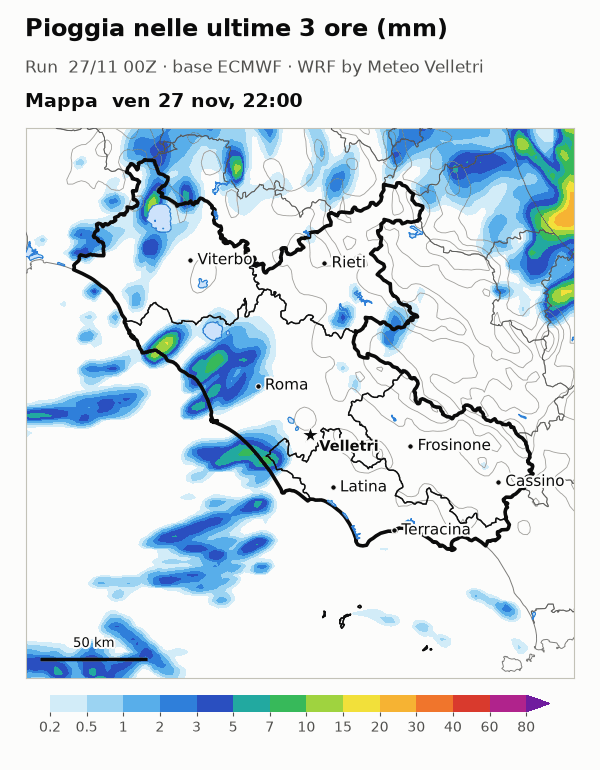 Pioggia nelle ultime 3 ore (mm)
Run 27/11 00Z · base ECMWF · WRF by Meteo Velletri
Mappa ven 27 nov, 22:00
Viterbo
Rieti
Roma
Velletri
Frosinone
Latina
Cassino
Terracina
50 km
0.2 0.5 1 2 3 5 7 10 15 20 30 40 60 80